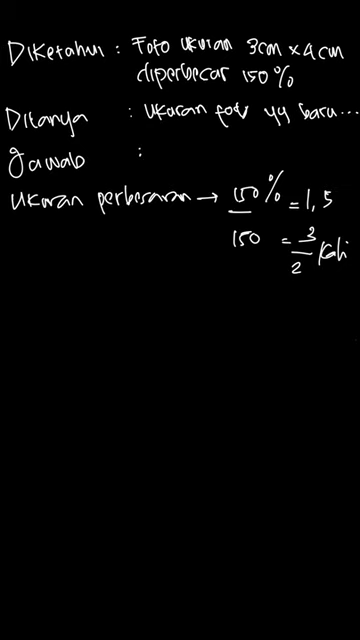 Diketahui : Foto ukuran 3cm x 4cm
diperbecar 150%
Ditanya : Ukuran foto yg baru...
Jawab :
Ukuran perbesaran → 150% = 1,5
150 = 3/2 kali